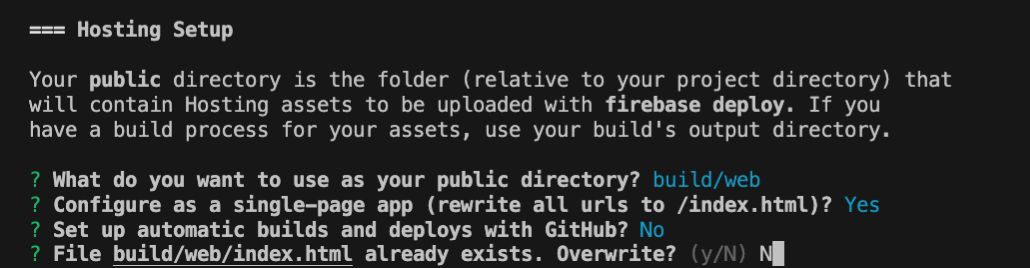 === Hosting Setup
Your public directory is the folder (relative to your project directory) that
will contain Hosting assets to be uploaded with firebase deploy. If you
have a build process for your assets, use your build's output directory.
? What do you want to use as your public directory? build/web
? Configure as a single-page app (rewrite all urls to /index.html)? Yes
? Set up automatic builds and deploys with GitHub? No
? File build/web/index.html already exists. Overwrite? (y/N) N